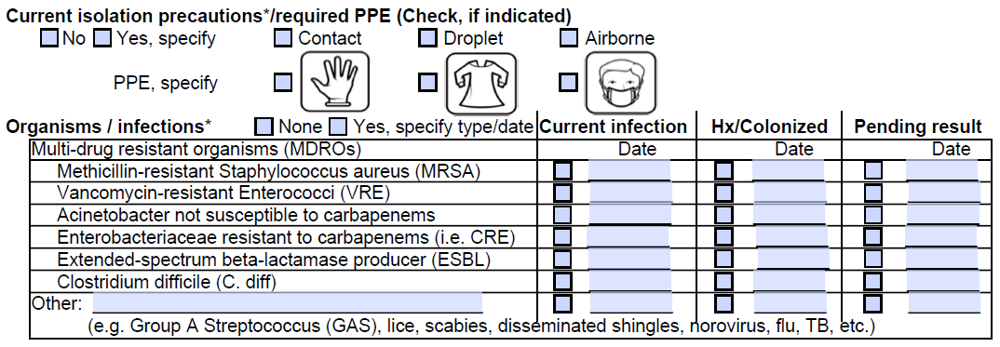 Current isolation precautions*/required PPE (Check, if indicated)
No Yes, specify Contact Droplet Airborne
PPE, specify
Organisms / infections* None Yes, specify type/date Current infection Hx/Colonized Pending result
Multi-drug resistant organisms (MDROs) Date Date Date
Methicillin-resistant Staphylococcus aureus (MRSA)
Vancomycin-resistant Enterococci (VRE)
Acinetobacter not susceptible to carbapenems
Enterobacteriaceae resistant to carbapenems (i.e. CRE)
Extended-spectrum beta-lactamase producer (ESBL)
Clostridium difficile (C. diff)
Other:
(e.g. Group A Streptococcus (GAS), lice, scabies, disseminated shingles, norovirus, flu, TB, etc.)